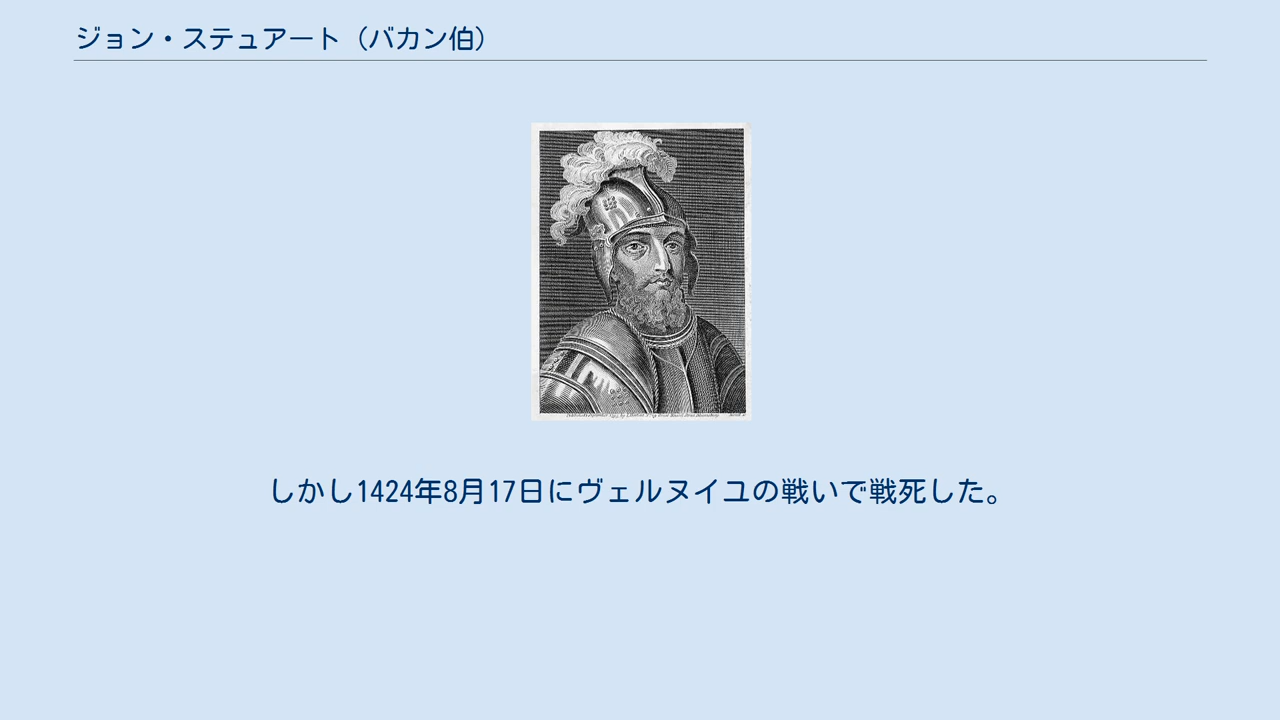 ジョン・ステュアート（バカン伯）
しかし1424年8月17日にヴェルヌイユの戦いで戦死した。